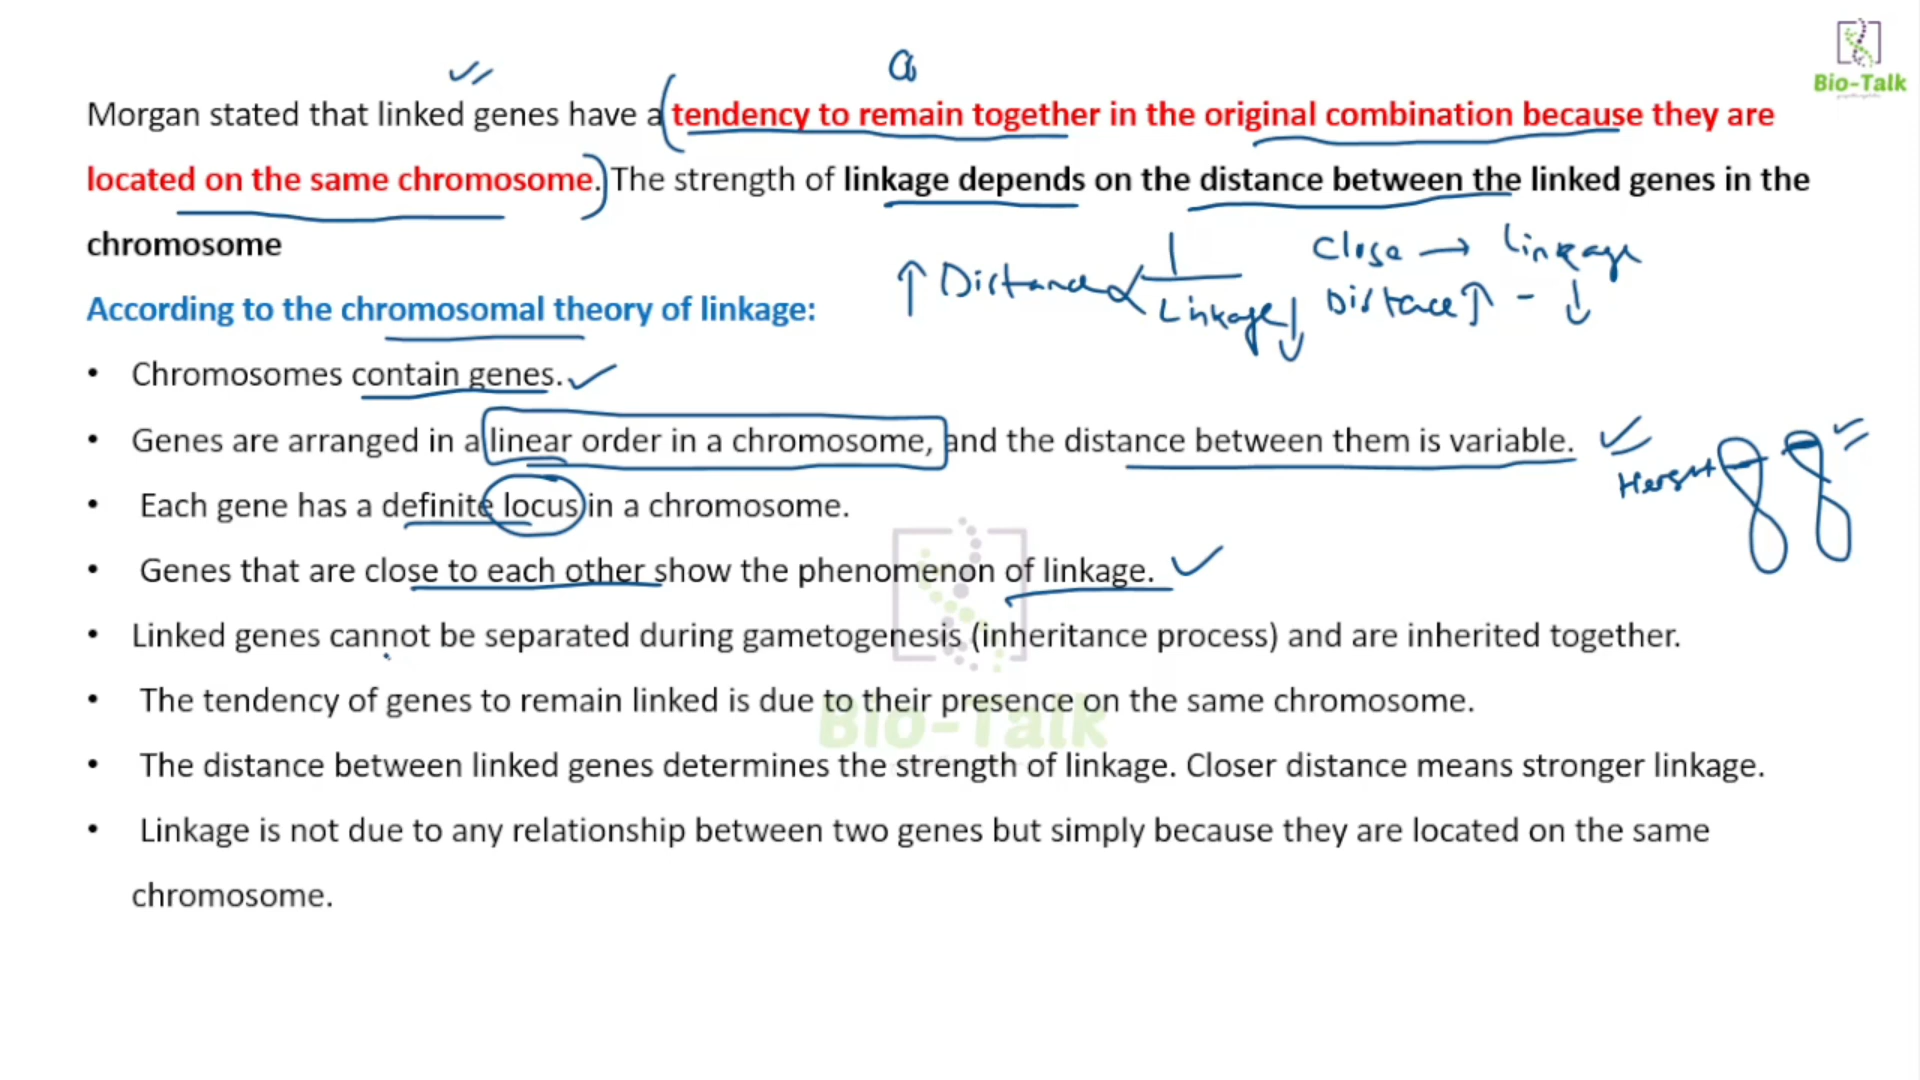 Bio-Talk
a
Morgan stated that linked genes have a tendency to remain together in the original combination because they are
located on the same chromosome. The strength of linkage depends on the distance between the linked genes in the
chromosome
↑ Distance ∝ 1
Linkage ↓
Close → Linkage
Distace ↑ - ↓
According to the chromosomal theory of linkage:
• Chromosomes contain genes.
• Genes are arranged in a linear order in a chromosome, and the distance between them is variable.
• Each gene has a definite locus in a chromosome.
• Genes that are close to each other show the phenomenon of linkage.
• Linked genes cannot be separated during gametogenesis (inheritance process) and are inherited together.
• The tendency of genes to remain linked is due to their presence on the same chromosome.
Bio-Talk
• The distance between linked genes determines the strength of linkage. Closer distance means stronger linkage.
• Linkage is not due to any relationship between two genes but simply because they are located on the same
chromosome.